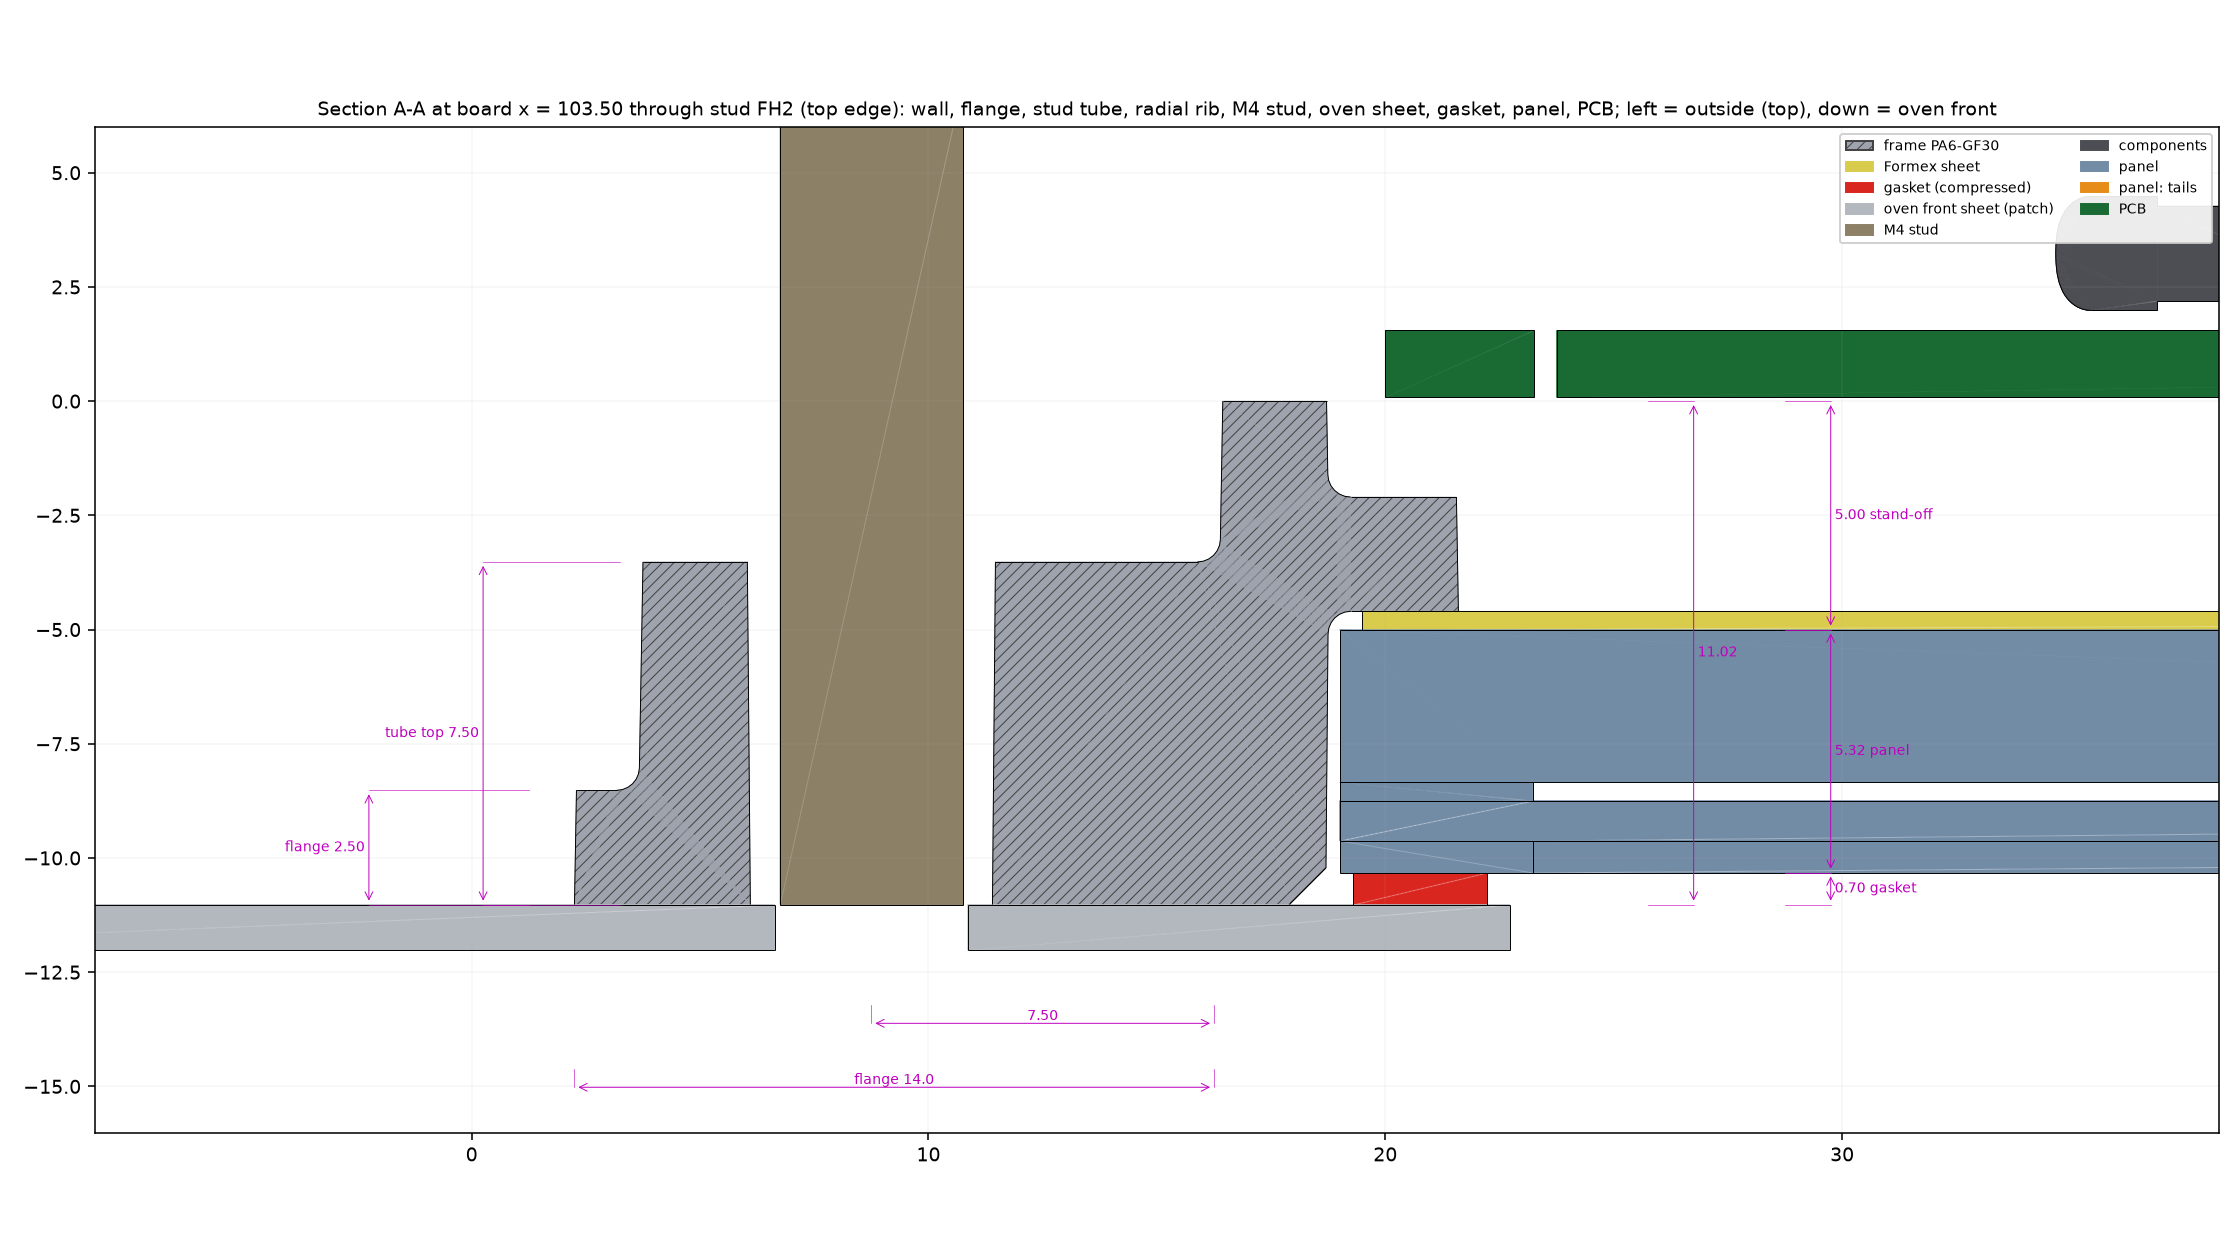 Section A-A at board x = 103.50 through stud FH2 (top edge): wall, flange, stud tube, radial rib, M4 stud, oven sheet, gasket, panel, PCB; left = outside (top), down = oven front
frame PA6-GF30
Formex sheet
gasket (compressed)
oven front sheet (patch)
M4 stud
components
panel
panel: tails
PCB
5.0
2.5
0.0
−2.5
−5.0
−7.5
−10.0
−12.5
−15.0
5.00 stand-off
11.02
tube top 7.50
5.32 panel
flange 2.50
0.70 gasket
7.50
flange 14.0
0
10
20
30